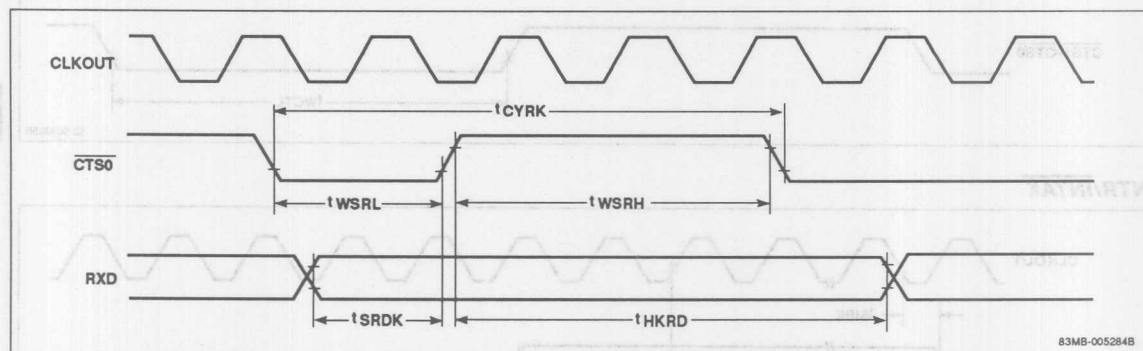 CLKOUT
tCYRK
CTS0
tWSRL
tWSRH
RXD
tSRDK
tHKRD
83MB-005284B